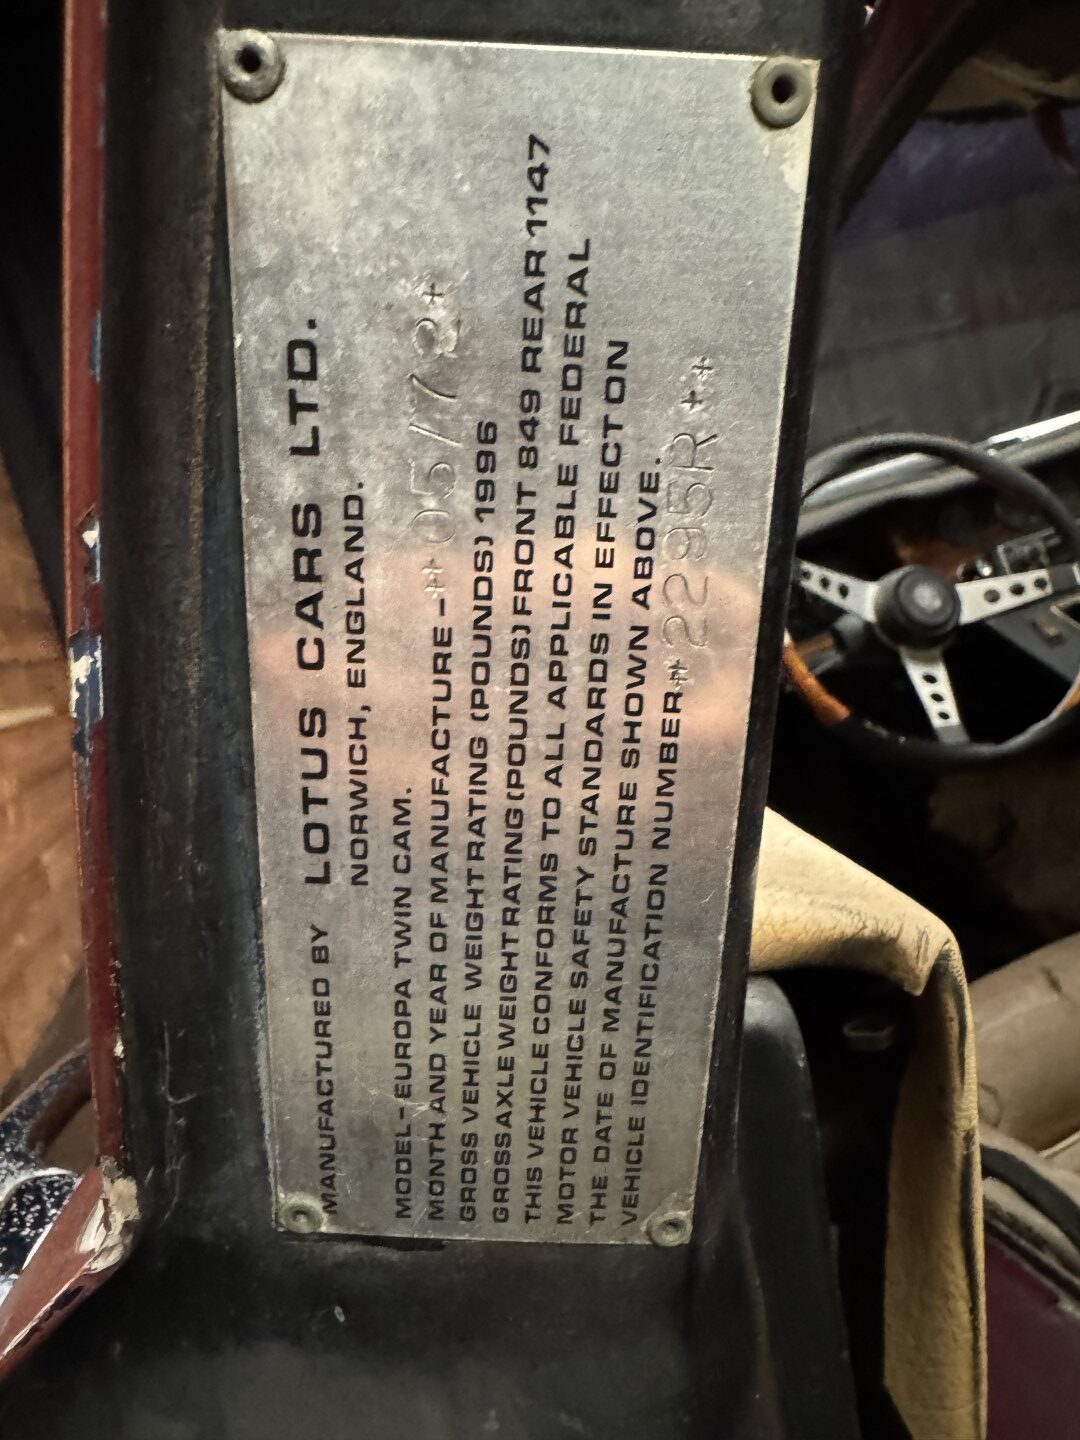 MANUFACTURED BY LOTUS CARS LTD.
NORWICH, ENGLAND.
MODEL - EUROPA TWIN CAM.
MONTH AND YEAR OF MANUFACTURE - **05/72*
GROSS VEHICLE WEIGHT RATING (POUNDS) 1996
GROSS AXLE WEIGHT RATING (POUNDS) FRONT 849 REAR 1147
THIS VEHICLE CONFORMS TO ALL APPLICABLE FEDERAL
MOTOR VEHICLE SAFETY STANDARDS IN EFFECT ON
THE DATE OF MANUFACTURE SHOWN ABOVE.
VEHICLE IDENTIFICATION NUMBER **2295R**